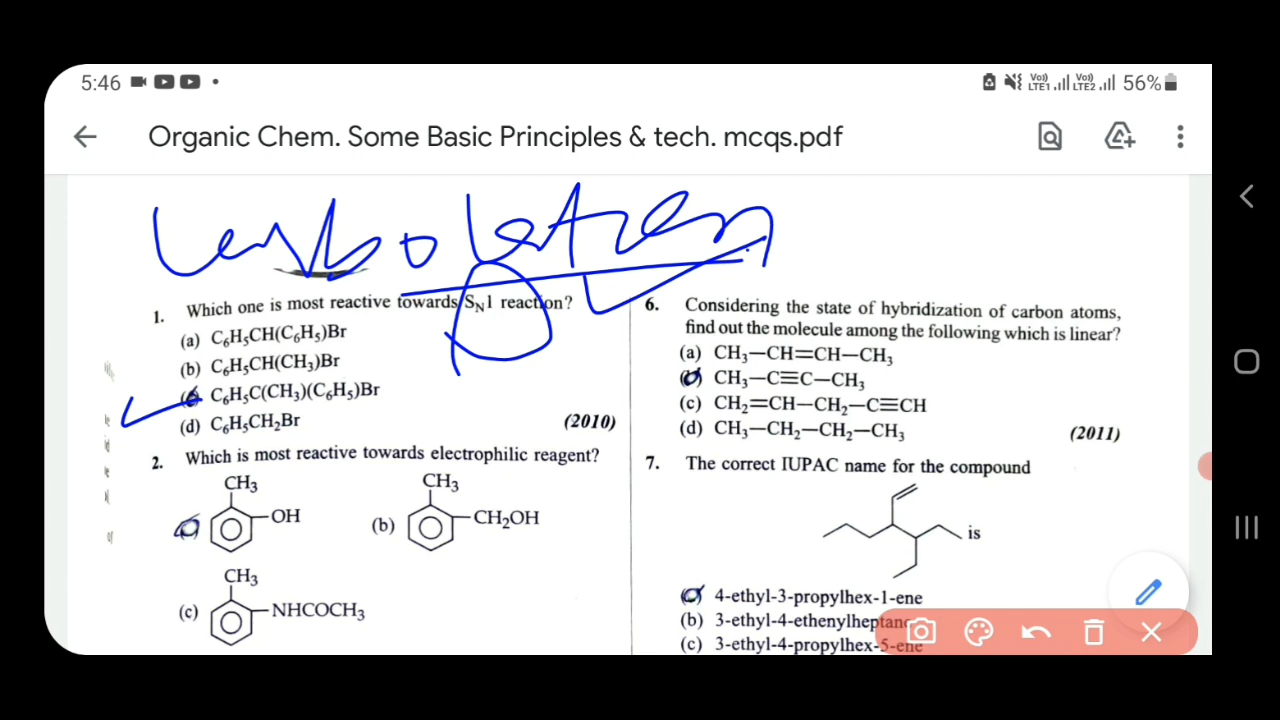 5:46
Vo)) LTE1 Vo)) LTE2 56%
Organic Chem. Some Basic Principles & tech. mcqs.pdf
1. Which one is most reactive towards SN1 reaction?
(a) C₆H₅CH(C₆H₅)Br
(b) C₆H₅CH(CH₃)Br
C₆H₅C(CH₃)(C₆H₅)Br
(d) C₆H₅CH₂Br (2010)
2. Which is most reactive towards electrophilic reagent?
CH₃ CH₃
OH (b) CH₂OH
CH₃
(c) NHCOCH₃
6. Considering the state of hybridization of carbon atoms,
find out the molecule among the following which is linear?
(a) CH₃—CH=CH—CH₃
CH₃—C≡C—CH₃
(c) CH₂=CH—CH₂—C≡CH
(d) CH₃—CH₂—CH₂—CH₃ (2011)
7. The correct IUPAC name for the compound
is
4-ethyl-3-propylhex-1-ene
(b) 3-ethyl-4-ethenylheptane
(c) 3-ethyl-4-propylhex-5-ene